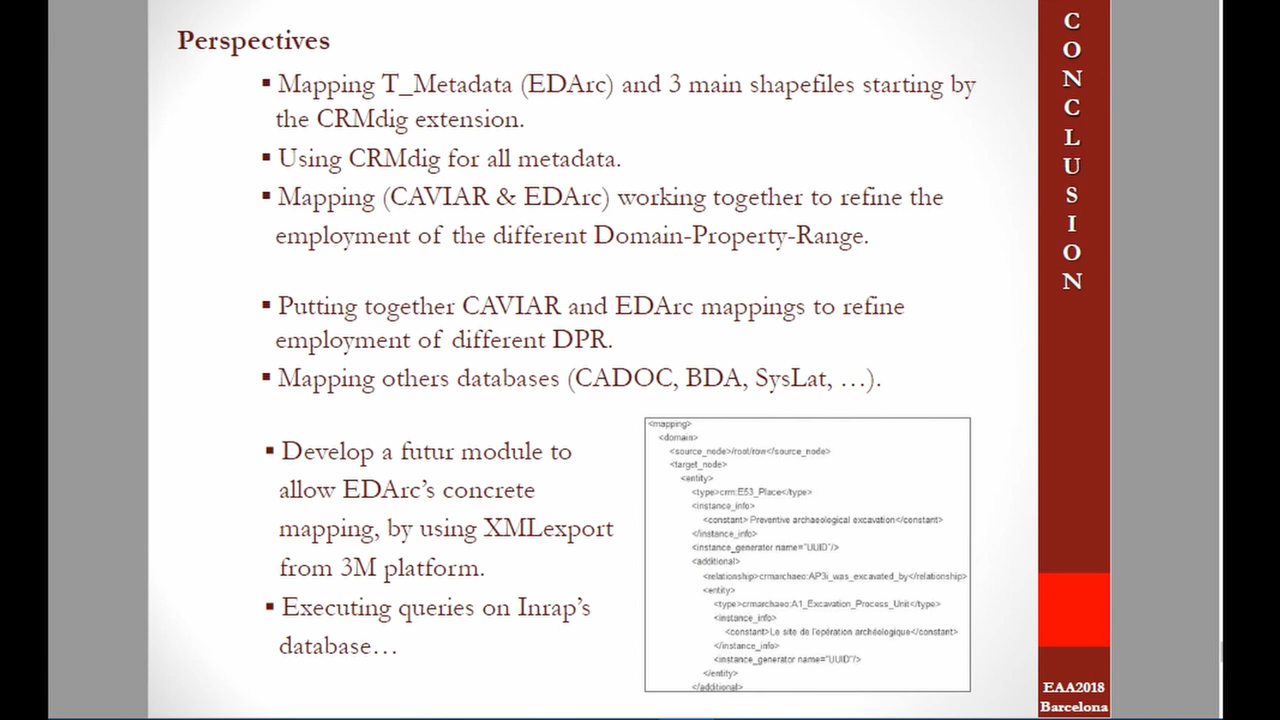 Perspectives
▪ Mapping T_Metadata (EDArc) and 3 main shapefiles starting by
the CRMdig extension.
▪ Using CRMdig for all metadata.
▪ Mapping (CAVIAR & EDArc) working together to refine the
employment of the different Domain-Property-Range.
▪ Putting together CAVIAR and EDArc mappings to refine
employment of different DPR.
▪ Mapping others databases (CADOC, BDA, SysLat, …).
▪ Develop a futur module to
allow EDArc’s concrete
mapping, by using XMLexport
from 3M platform.
▪ Executing queries on Inrap’s
database…
<mapping>
<domain>
<source_node>/root/row</source_node>
<target_node>
<entity>
<type>crm:E53_Place</type>
<instance_info>
<constant> Preventive archaeological excavation</constant>
</instance_info>
<instance_generator name="UUID"/>
<additional>
<relationship>crmarchaeo:AP3i_was_excavated_by</relationship>
<entity>
<type>crmarchaeo:A1_Excavation_Process_Unit</type>
<instance_info>
<constant>Le site de l'opération archéologique</constant>
</instance_info>
<instance_generator name="UUID"/>
</entity>
</additional>
CONCLUSION
EAA2018
Barcelona